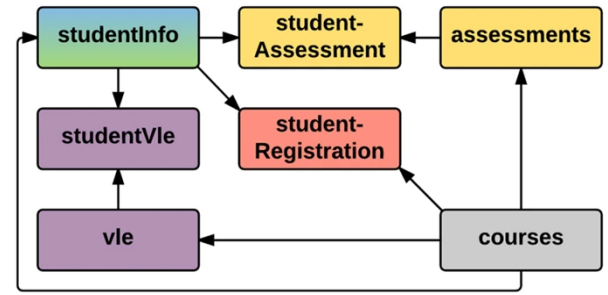 studentInfo
student-
Assessment
assessments
studentVle
student-
Registration
vle
courses